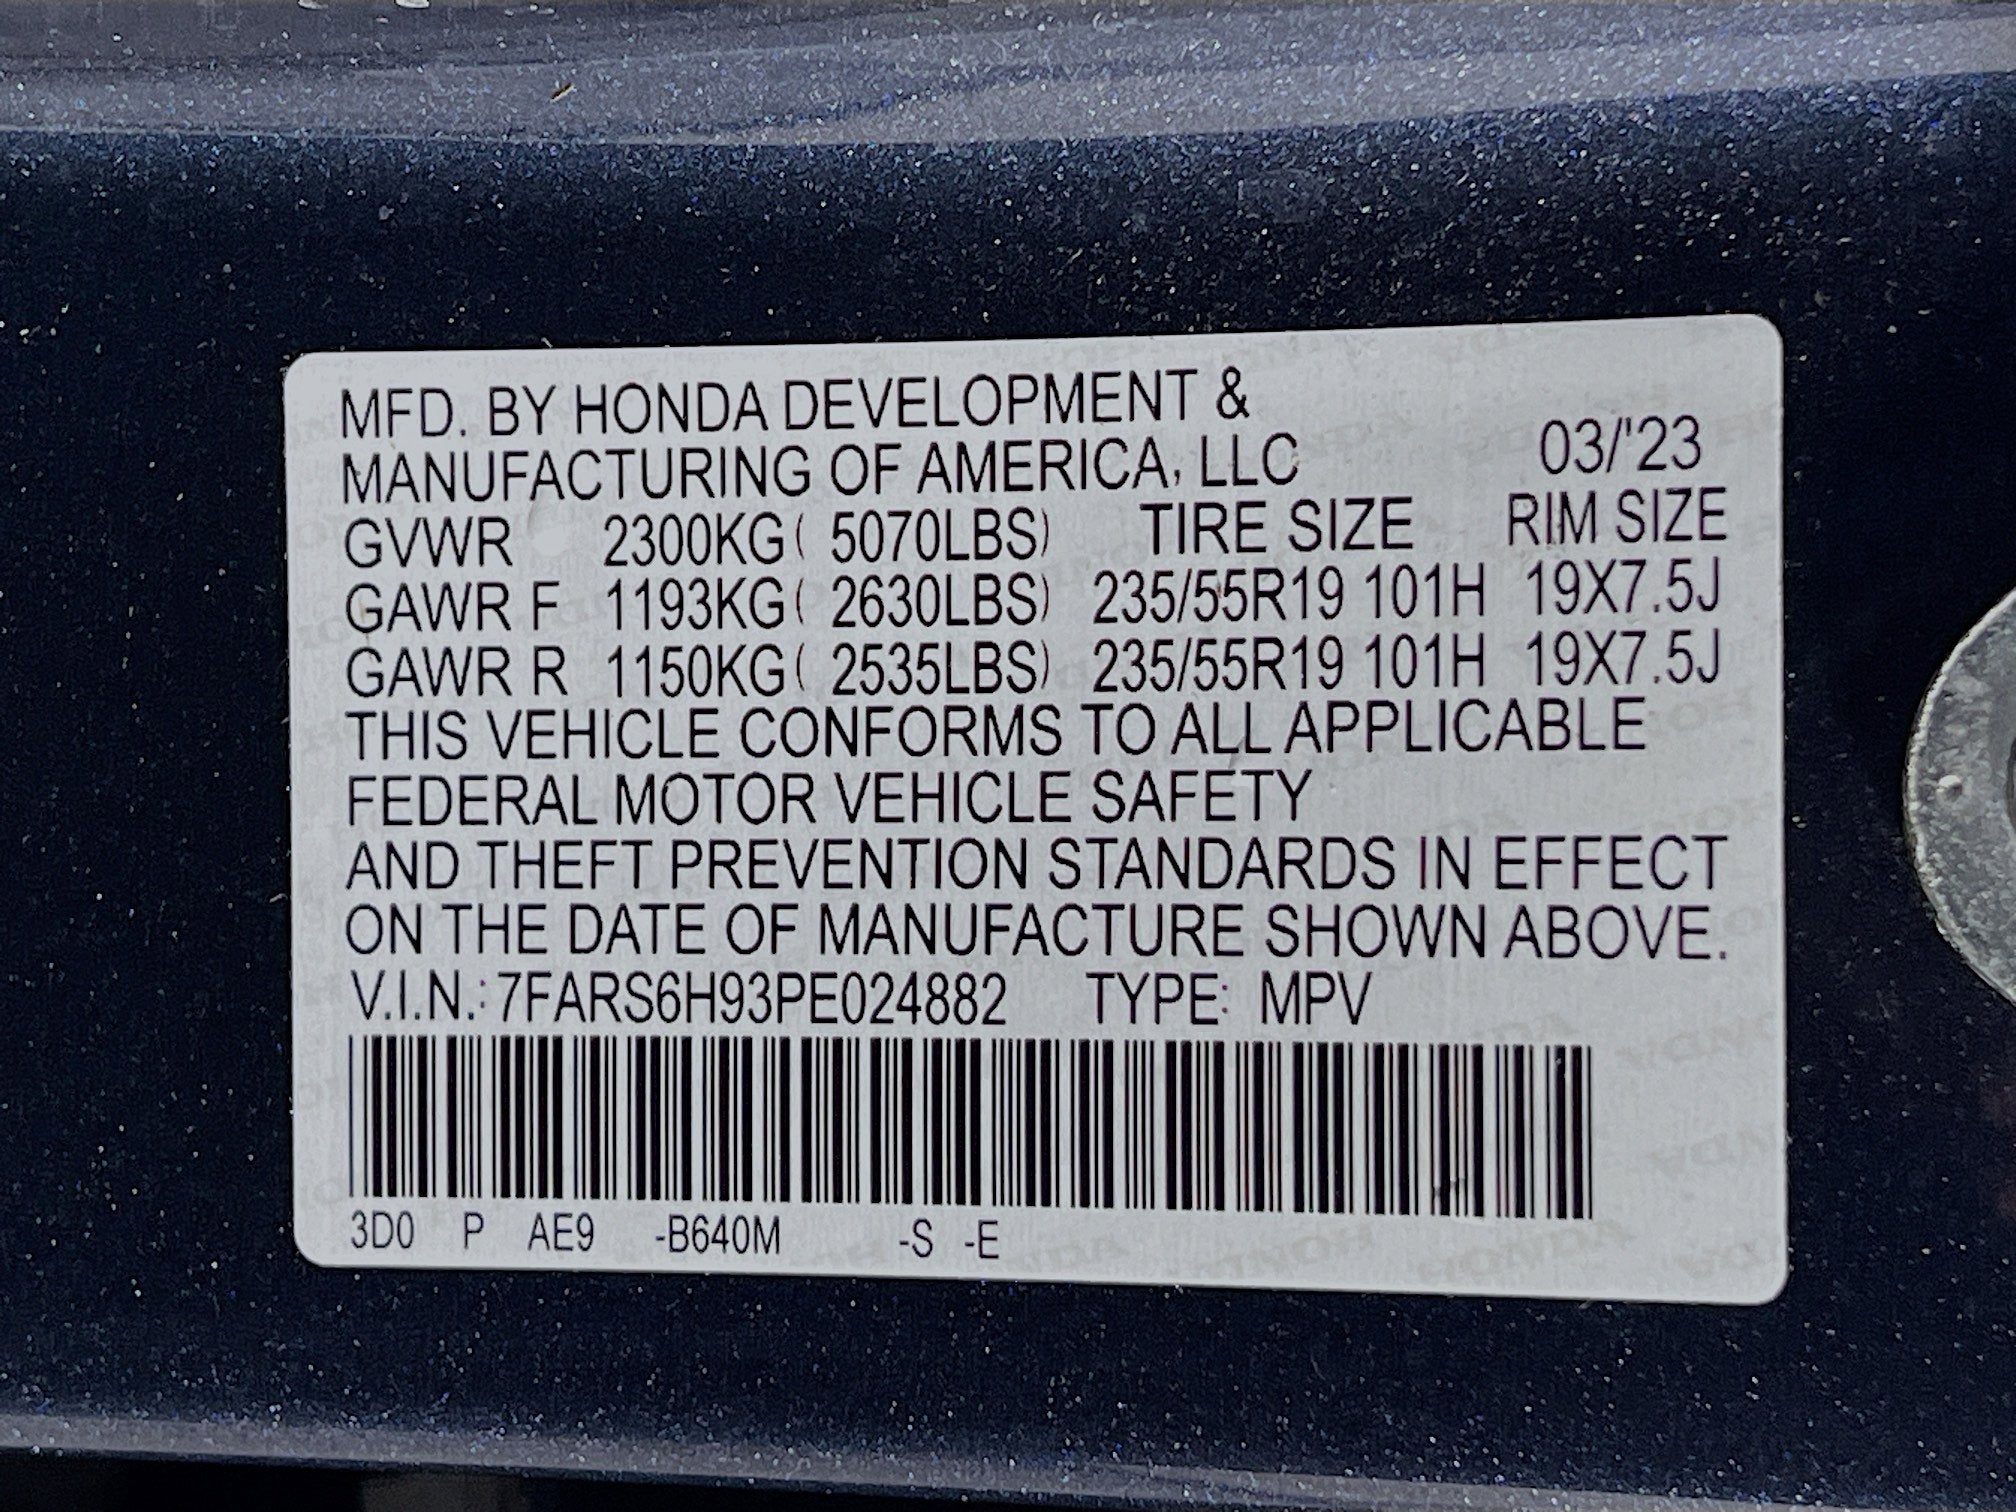 MFD. BY HONDA DEVELOPMENT &
MANUFACTURING OF AMERICA, LLC 03/'23
GVWR 2300KG( 5070LBS) TIRE SIZE RIM SIZE
GAWR F 1193KG( 2630LBS) 235/55R19 101H 19X7.5J
GAWR R 1150KG( 2535LBS) 235/55R19 101H 19X7.5J
THIS VEHICLE CONFORMS TO ALL APPLICABLE
FEDERAL MOTOR VEHICLE SAFETY
AND THEFT PREVENTION STANDARDS IN EFFECT
ON THE DATE OF MANUFACTURE SHOWN ABOVE.
V.I.N.: 7FARS6H93PE024882 TYPE: MPV
3D0 P AE9 -B640M -S -E